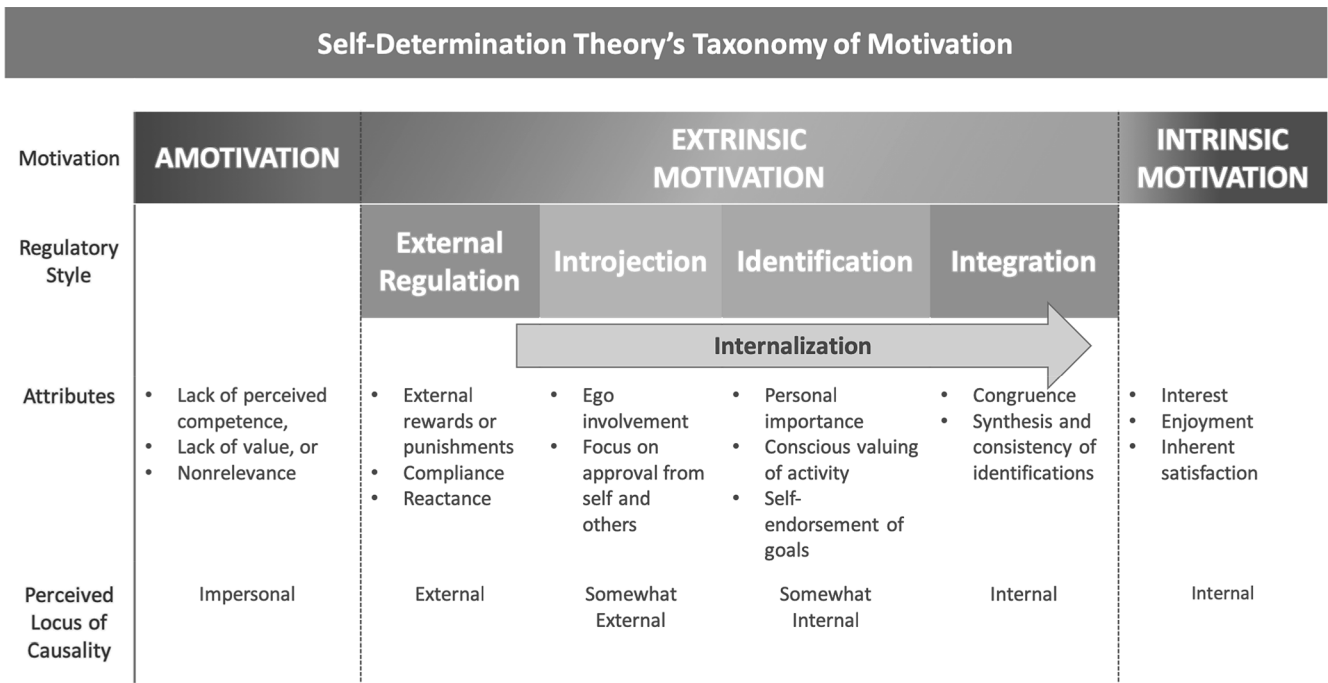 Self-Determination Theory's Taxonomy of Motivation
Motivation
AMOTIVATION
EXTRINSIC
MOTIVATION
INTRINSIC
MOTIVATION
Regulatory
Style
External
Regulation
Introjection
Identification
Integration
Internalization
Attributes
• Lack of perceived
competence,
• Lack of value, or
• Nonrelevance
• External
rewards or
punishments
• Compliance
• Reactance
• Ego
involvement
• Focus on
approval from
self and
others
• Personal
importance
• Conscious valuing
of activity
• Self-
endorsement of
goals
• Congruence
• Synthesis and
consistency of
identifications
• Interest
• Enjoyment
• Inherent
satisfaction
Perceived
Locus of
Causality
Impersonal
External
Somewhat
External
Somewhat
Internal
Internal
Internal